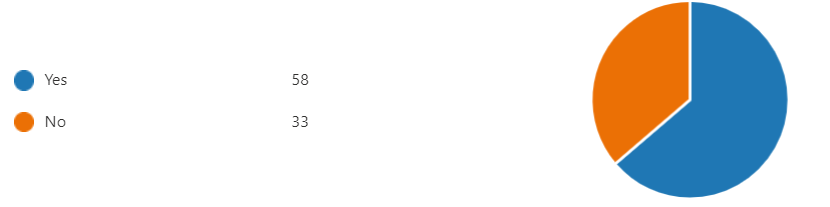 Yes 58
No 33